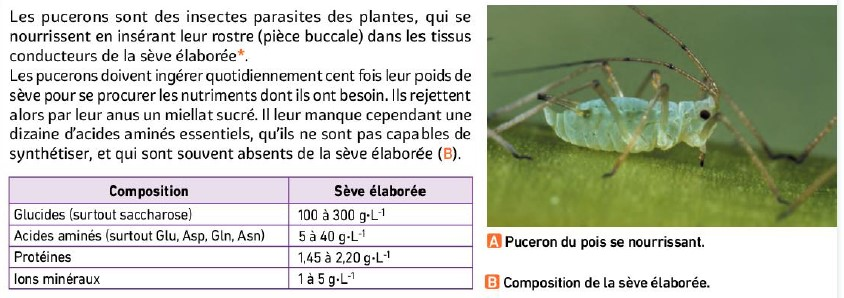 Les pucerons sont des insectes parasites des plantes, qui se
nourrissent en insérant leur rostre (pièce buccale) dans les tissus
conducteurs de la sève élaborée*.
Les pucerons doivent ingérer quotidiennement cent fois leur poids de
sève pour se procurer les nutriments dont ils ont besoin. Ils rejettent
alors par leur anus un miellat sucré. Il leur manque cependant une
dizaine d'acides aminés essentiels, qu'ils ne sont pas capables de
synthétiser, et qui sont souvent absents de la sève élaborée (B).
Composition Sève élaborée
Glucides (surtout saccharose) 100 à 300 g·L⁻¹
Acides aminés (surtout Glu, Asp, Gln, Asn) 5 à 40 g·L⁻¹
Protéines 1,45 à 2,20 g·L⁻¹
Ions minéraux 1 à 5 g·L⁻¹
A Puceron du pois se nourrissant.
B Composition de la sève élaborée.